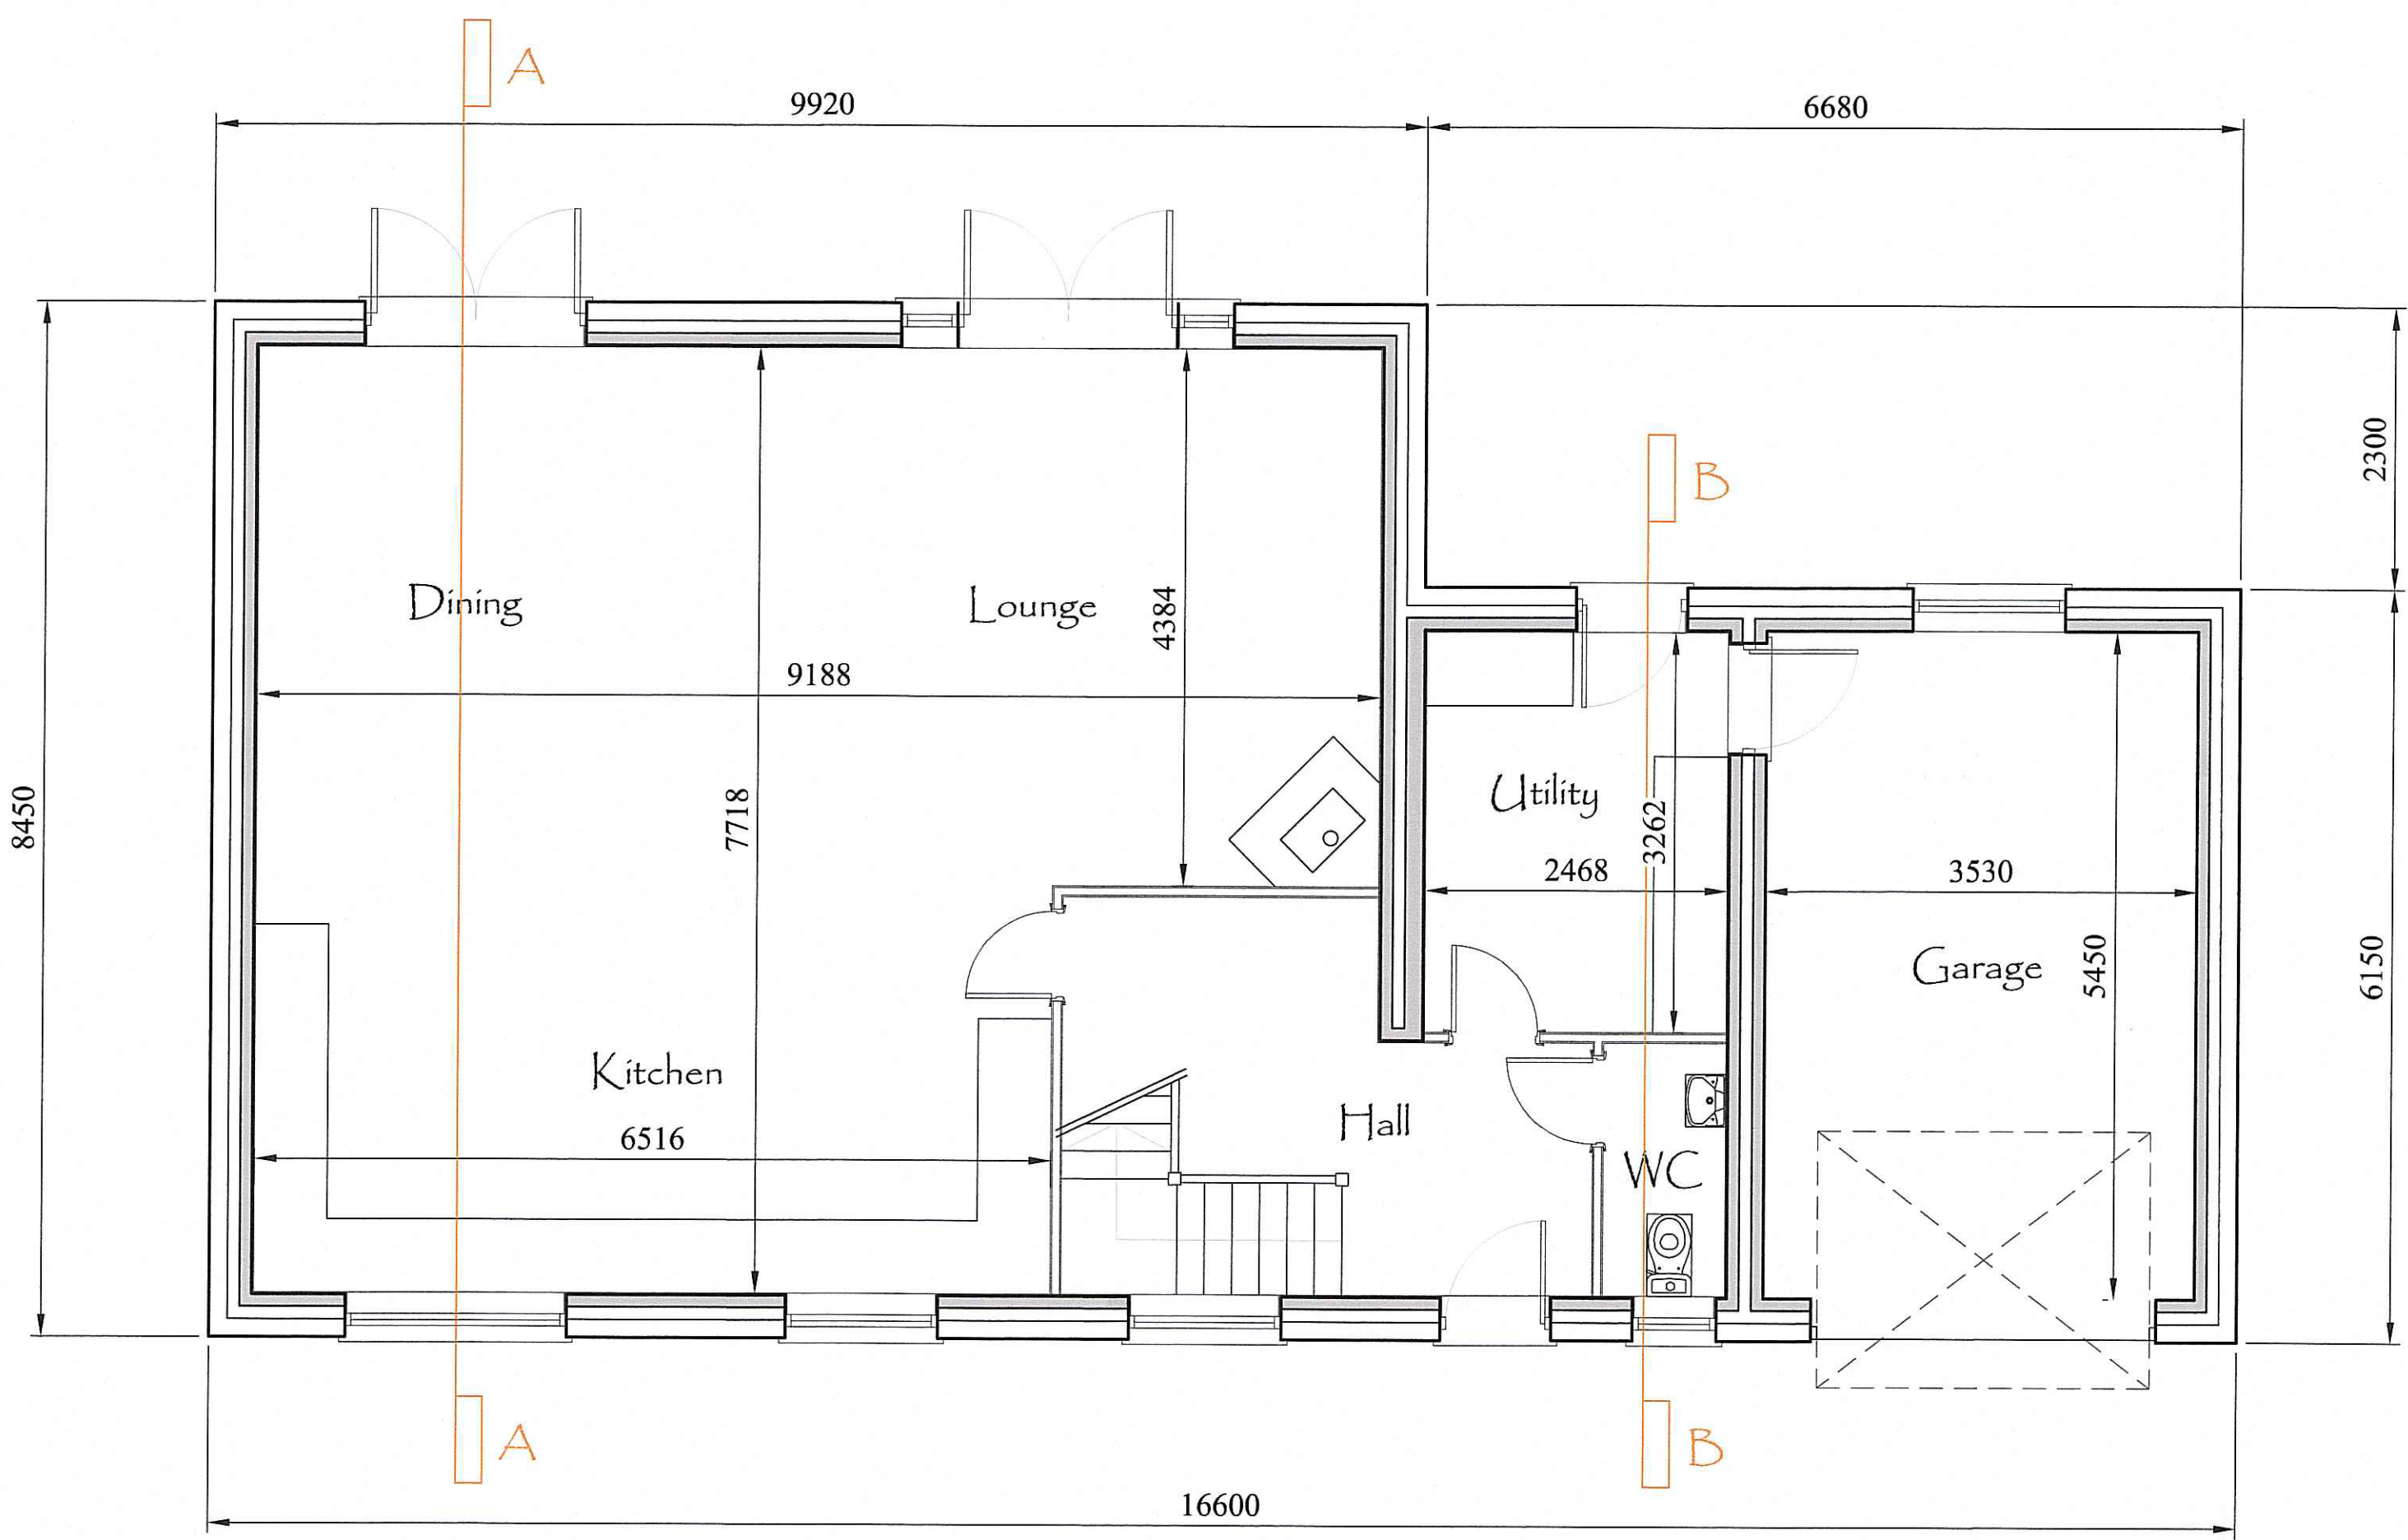 A
9920
6680
B
2300
Dining
Lounge
4384
9188
8450
7718
Utility
3262
2468
3530
Garage
5450
6150
Kitchen
6516
Hall
WC
A
B
16600